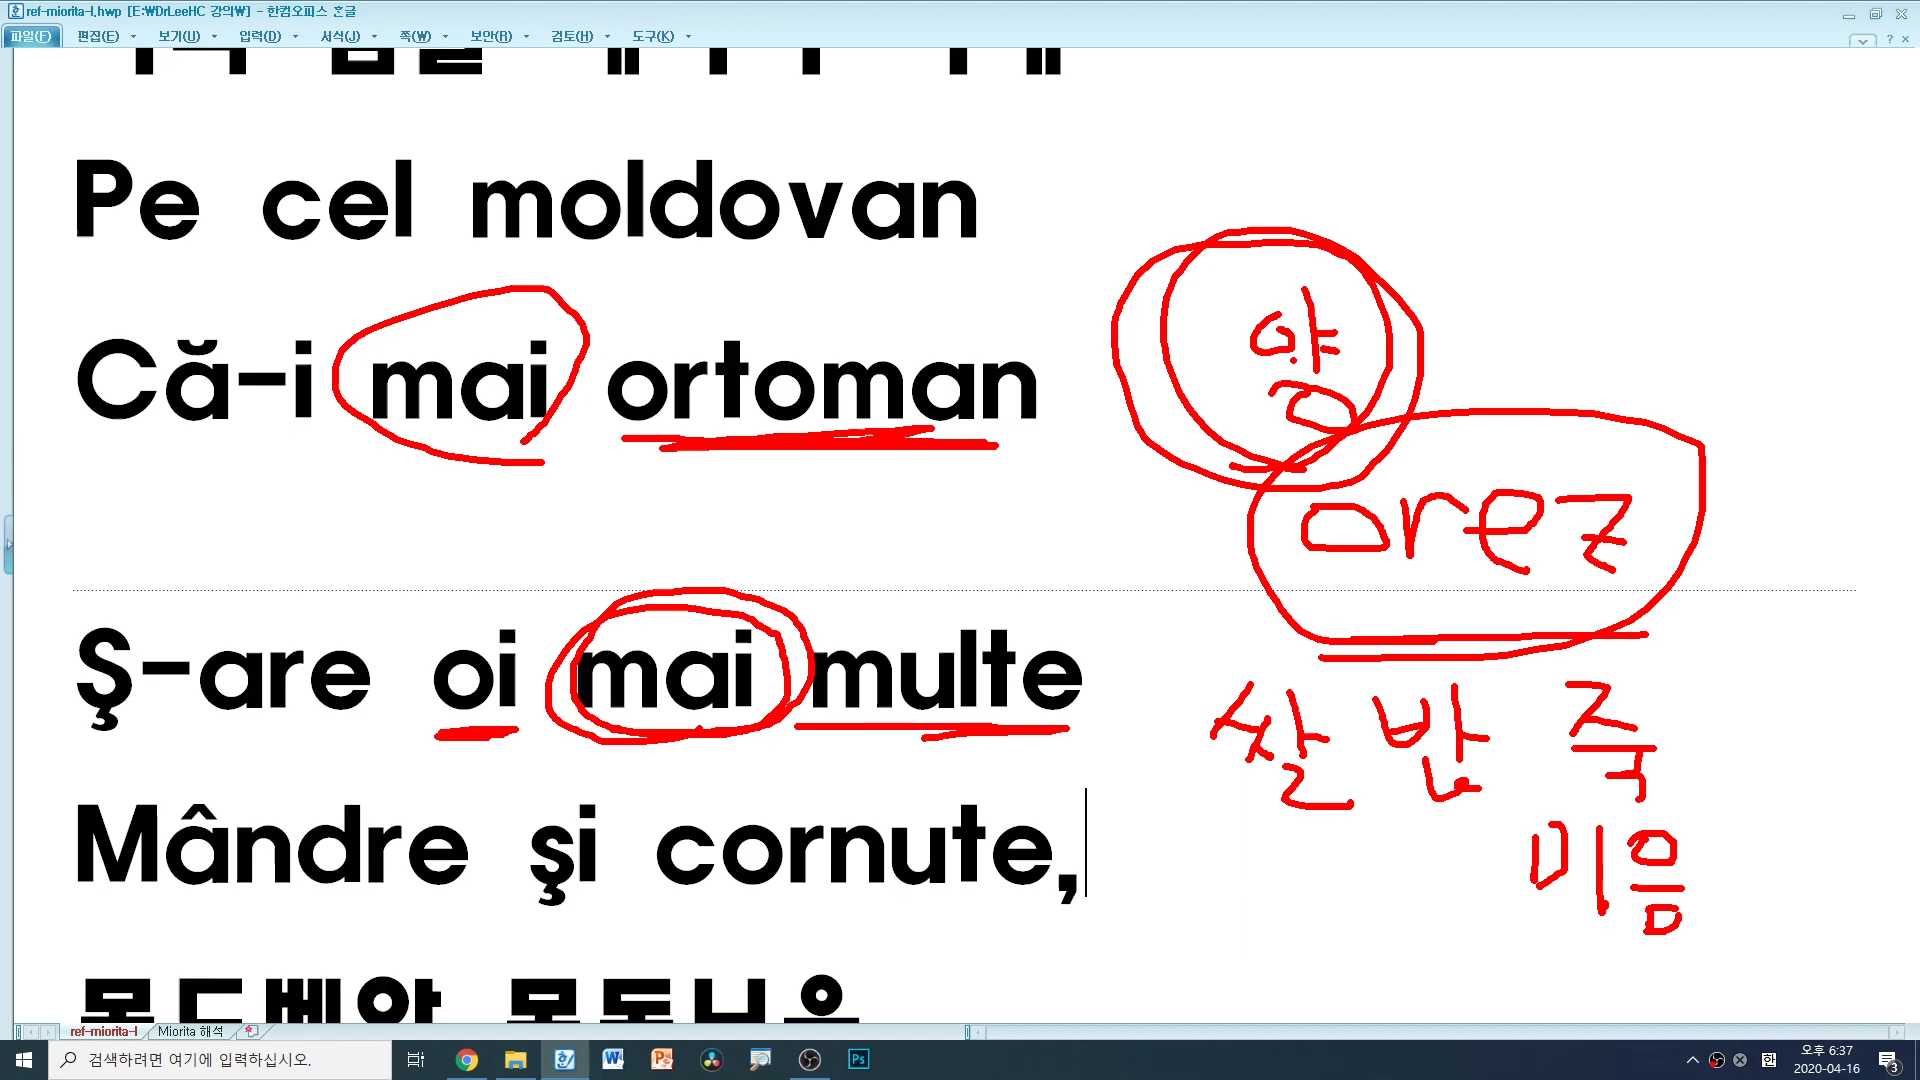 ref-miorita-l.hwp [E:₩DrLeeHC 강의₩] - 한컴오피스 한글
파일(F) 편집(E) 보기(U) 입력(D) 서식(J) 쪽(W) 보안(R) 검토(H) 도구(K)
Pe cel moldovan
Că-i mai ortoman
양
orez
Ş-are oi mai multe
쌀 밥 죽
미음
Mândre şi cornute,
ref-miorita-l Miorita 해석
검색하려면 여기에 입력하십시오.
오후 6:37
2020-04-16
3